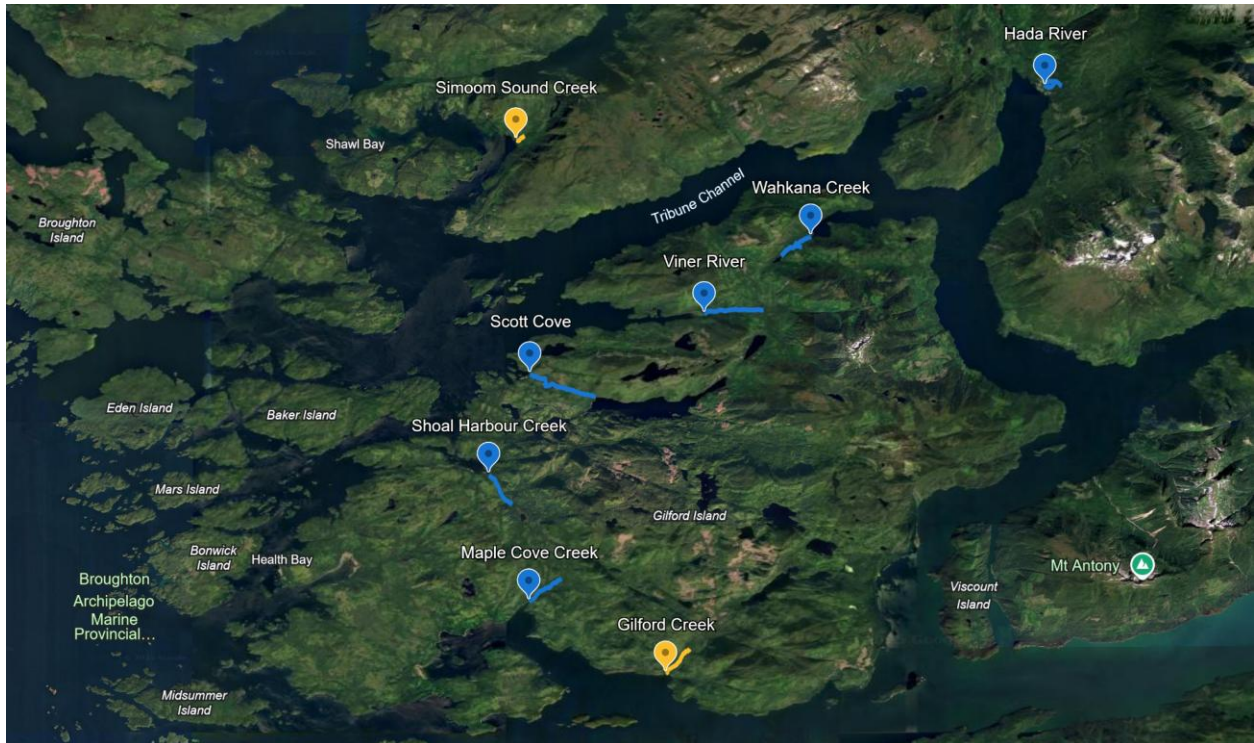 Hada River
Simoom Sound Creek
Shawl Bay
Tribune Channel
Wahkana Creek
Broughton
Island
Viner River
Scott Cove
Eden Island
Baker Island
Shoal Harbour Creek
Mars Island
Gilford Island
Bonwick
Island
Health Bay
Maple Cove Creek
Mt Antony
Viscount
Island
Broughton
Archipelago
Marine
Provincial…
Gilford Creek
Midsummer
Island